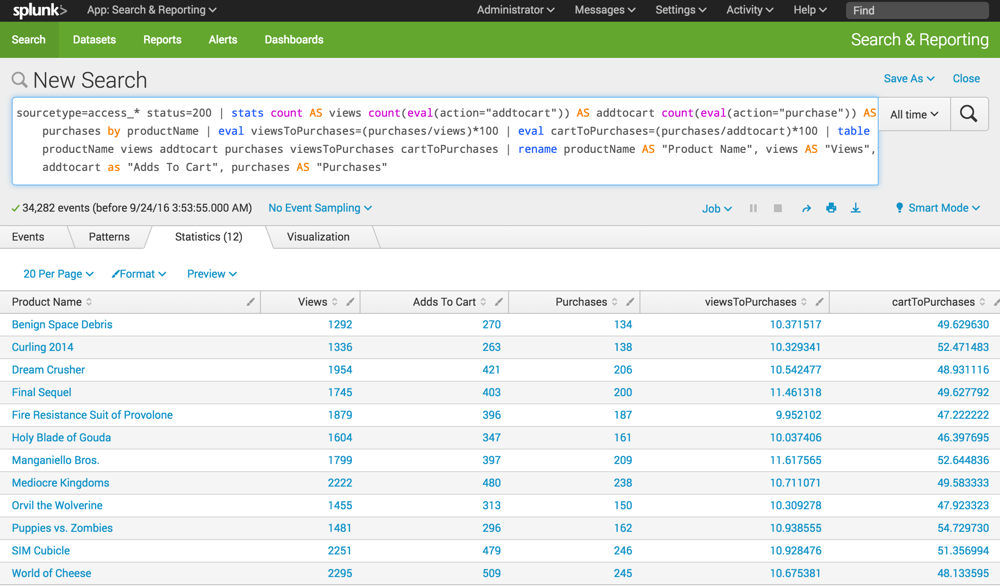 splunk> App: Search & Reporting Administrator Messages Settings Activity Help Find
Search Datasets Reports Alerts Dashboards Search & Reporting
New Search Save As Close
sourcetype=access_* status=200 | stats count AS views count(eval(action="addtocart")) AS addtocart count(eval(action="purchase")) AS All time
purchases by productName | eval viewsToPurchases=(purchases/views)*100 | eval cartToPurchases=(purchases/addtocart)*100 | table
productName views addtocart purchases viewsToPurchases cartToPurchases | rename productName AS "Product Name", views AS "Views",
addtocart as "Adds To Cart", purchases AS "Purchases"
34,282 events (before 9/24/16 3:53:55.000 AM) No Event Sampling Job Smart Mode
Events Patterns Statistics (12) Visualization
20 Per Page Format Preview
Product Name Views Adds To Cart Purchases viewsToPurchases cartToPurchases
Benign Space Debris 1292 270 134 10.371517 49.629630
Curling 2014 1336 263 138 10.329341 52.471483
Dream Crusher 1954 421 206 10.542477 48.931116
Final Sequel 1745 403 200 11.461318 49.627792
Fire Resistance Suit of Provolone 1879 396 187 9.952102 47.222222
Holy Blade of Gouda 1604 347 161 10.037406 46.397695
Manganiello Bros. 1799 397 209 11.617565 52.644836
Mediocre Kingdoms 2222 480 238 10.711071 49.583333
Orvil the Wolverine 1455 313 150 10.309278 47.923323
Puppies vs. Zombies 1481 296 162 10.938555 54.729730
SIM Cubicle 2251 479 246 10.928476 51.356994
World of Cheese 2295 509 245 10.675381 48.133595